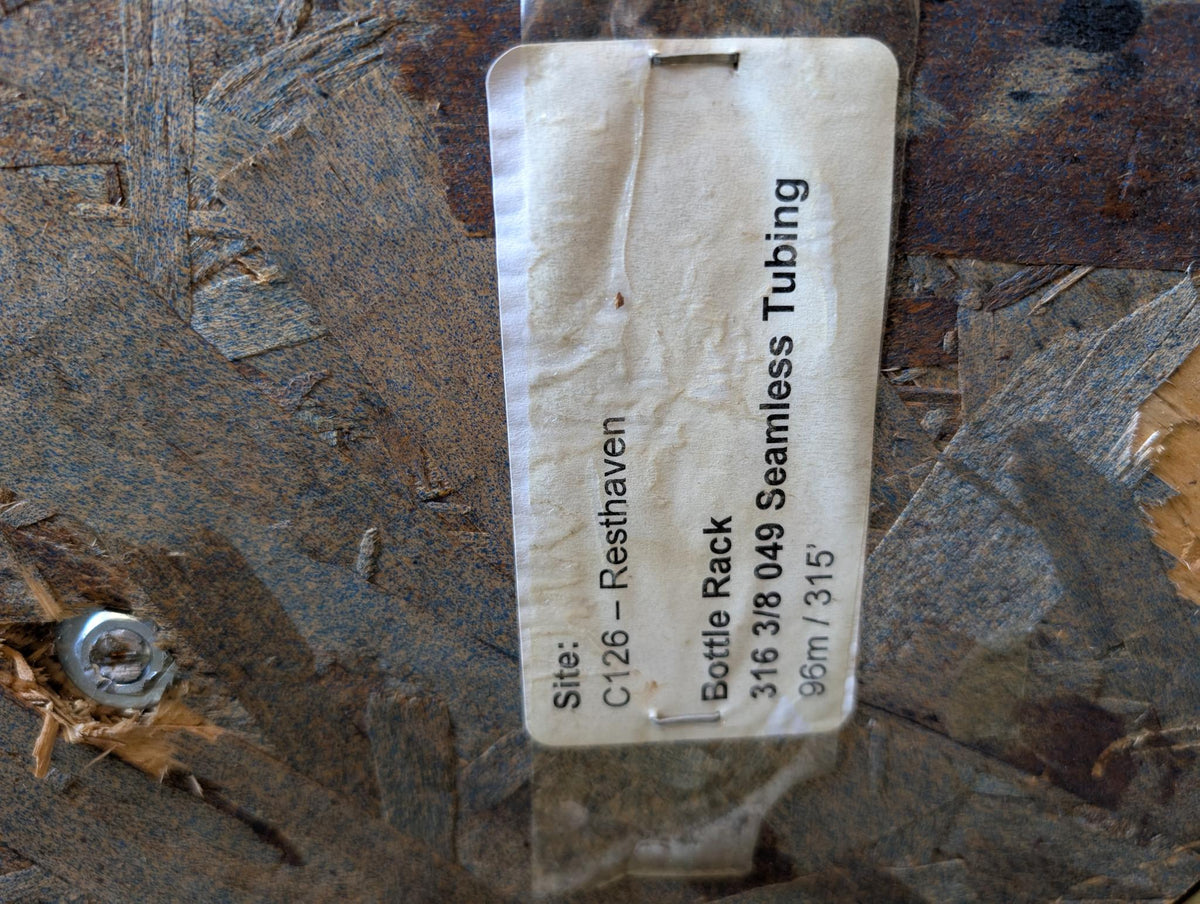 Site:
C126 – Resthaven
Bottle Rack
316 3/8 049 Seamless Tubing
96m / 315'